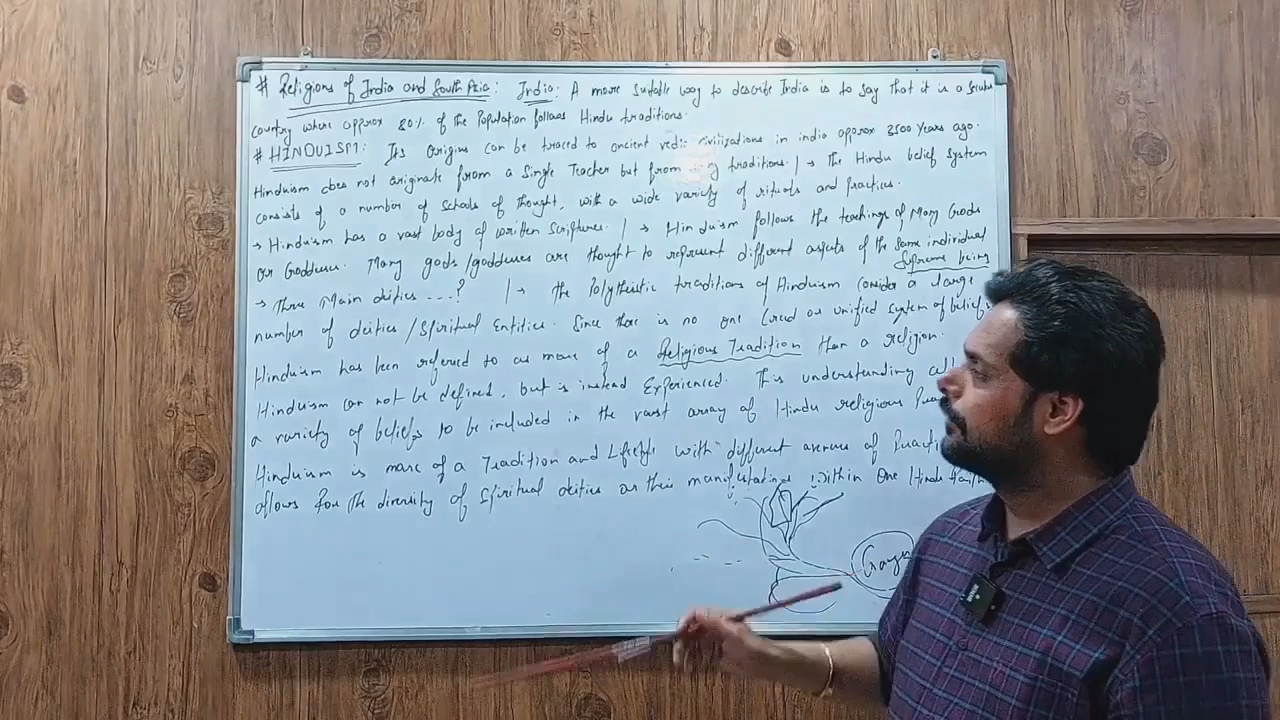 # Religions of India and South Asia: India: A more suitable way to describe India is to say that it is a
country where approx 80% of the Population follows Hindu traditions.
# HINDUISM: Its origins can be traced to ancient vedic civilizations in india approx 3500 Years ago.
Hinduism does not originate from a Single Teacher but from traditions. / → The Hindu belief System
consists of a number of Schools of thought, with a wide variety of rituals and Practices.
→ Hinduism has a vast body of written Scriptures. / → Hinduism follows the teachings of Many Gods
or Goddesses. Many gods/goddesses are thought to represent different aspects of the same individual
Supreme being
→ Three Main deities ...? / → the Polytheistic traditions of Hinduism Consider a large
number of deities/Spiritual Entities. Since there is no one Creed or unified system of beliefs
Hinduism has been referred to as more of a Religious Tradition than a religion.
Hinduism can not be defined, but is instead Experienced. This understanding
a variety of beliefs to be included in the vast array of Hindu religious
Hinduism is more of a Tradition and Lifestyle with different avenues of
allows for the diversity of Spiritual deities or their manifestations within One Hindu Faith